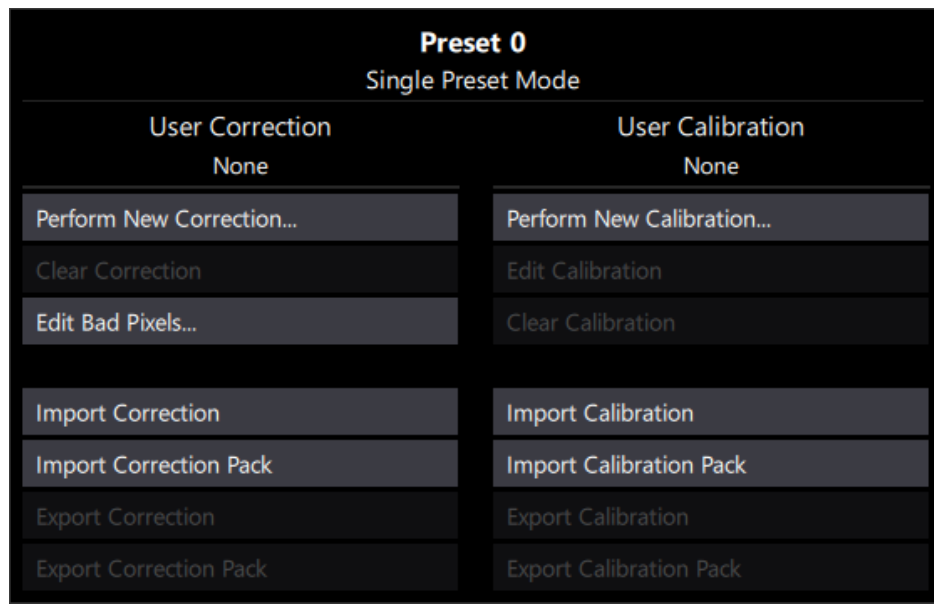 Preset 0
Single Preset Mode
User Correction
None
Perform New Correction...
Clear Correction
Edit Bad Pixels...
Import Correction
Import Correction Pack
Export Correction
Export Correction Pack
User Calibration
None
Perform New Calibration...
Edit Calibration
Clear Calibration
Import Calibration
Import Calibration Pack
Export Calibration
Export Calibration Pack